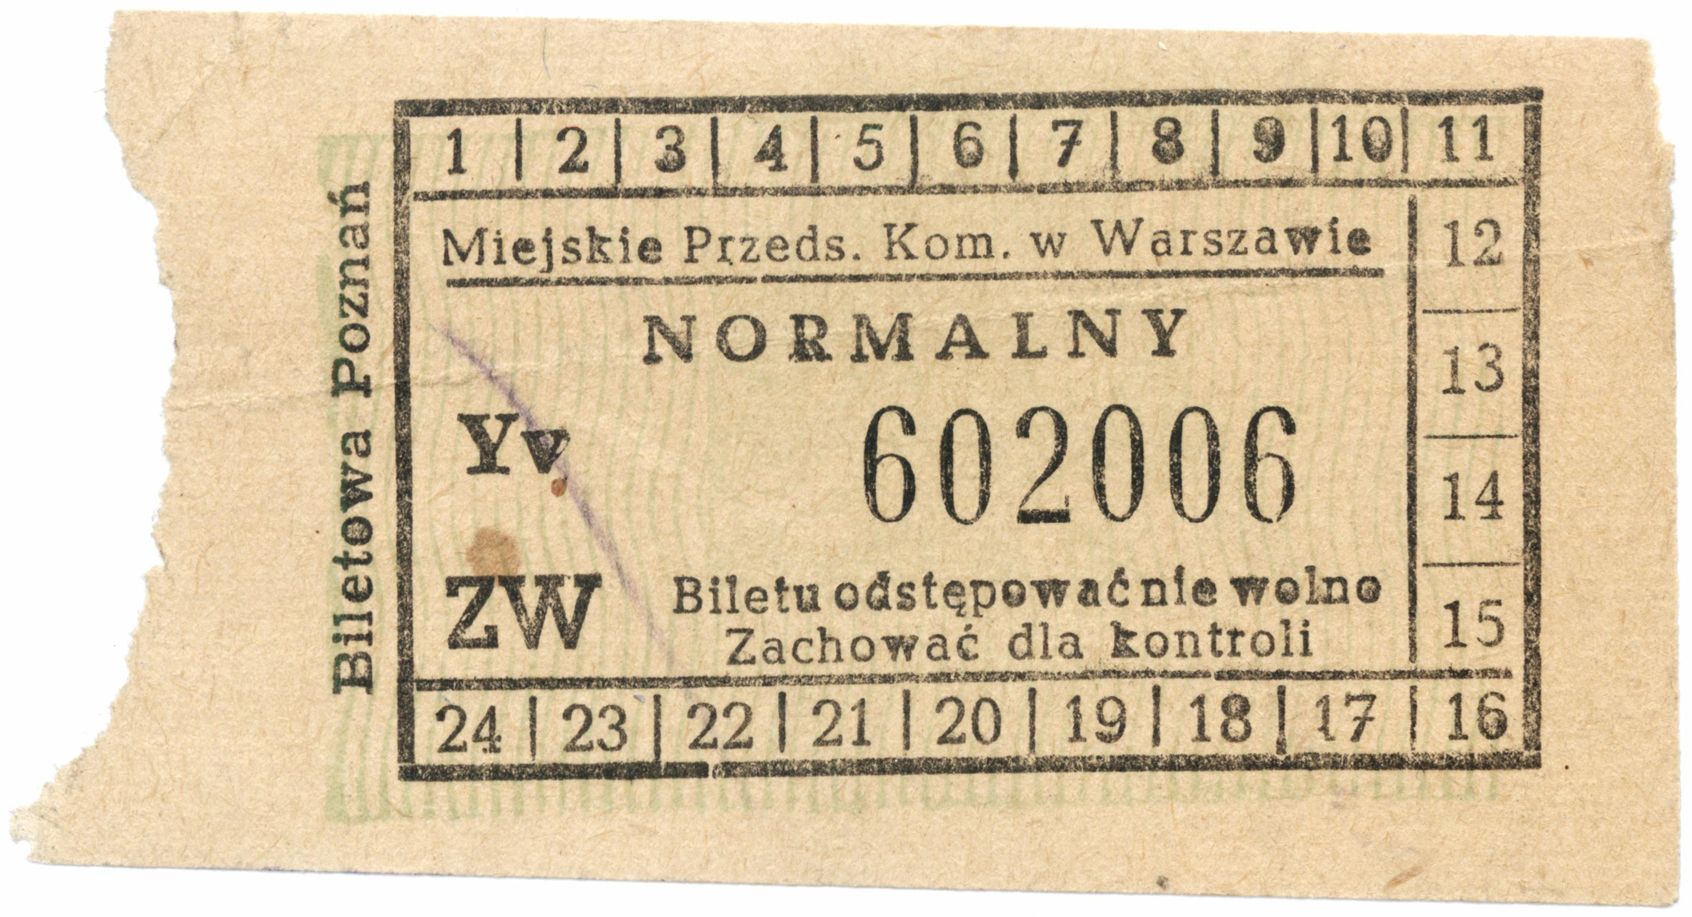 1 | 2 | 3 | 4 | 5 | 6 | 7 | 8 | 9 | 10 | 11
Miejskie Przeds. Kom. w Warszawie
12
NORMALNY
13
Yv 602006
14
ZW
Biletu odstępować nie wolno
Zachować dla kontroli
15
24 | 23 | 22 | 21 | 20 | 19 | 18 | 17 | 16
Biletowa Poznań